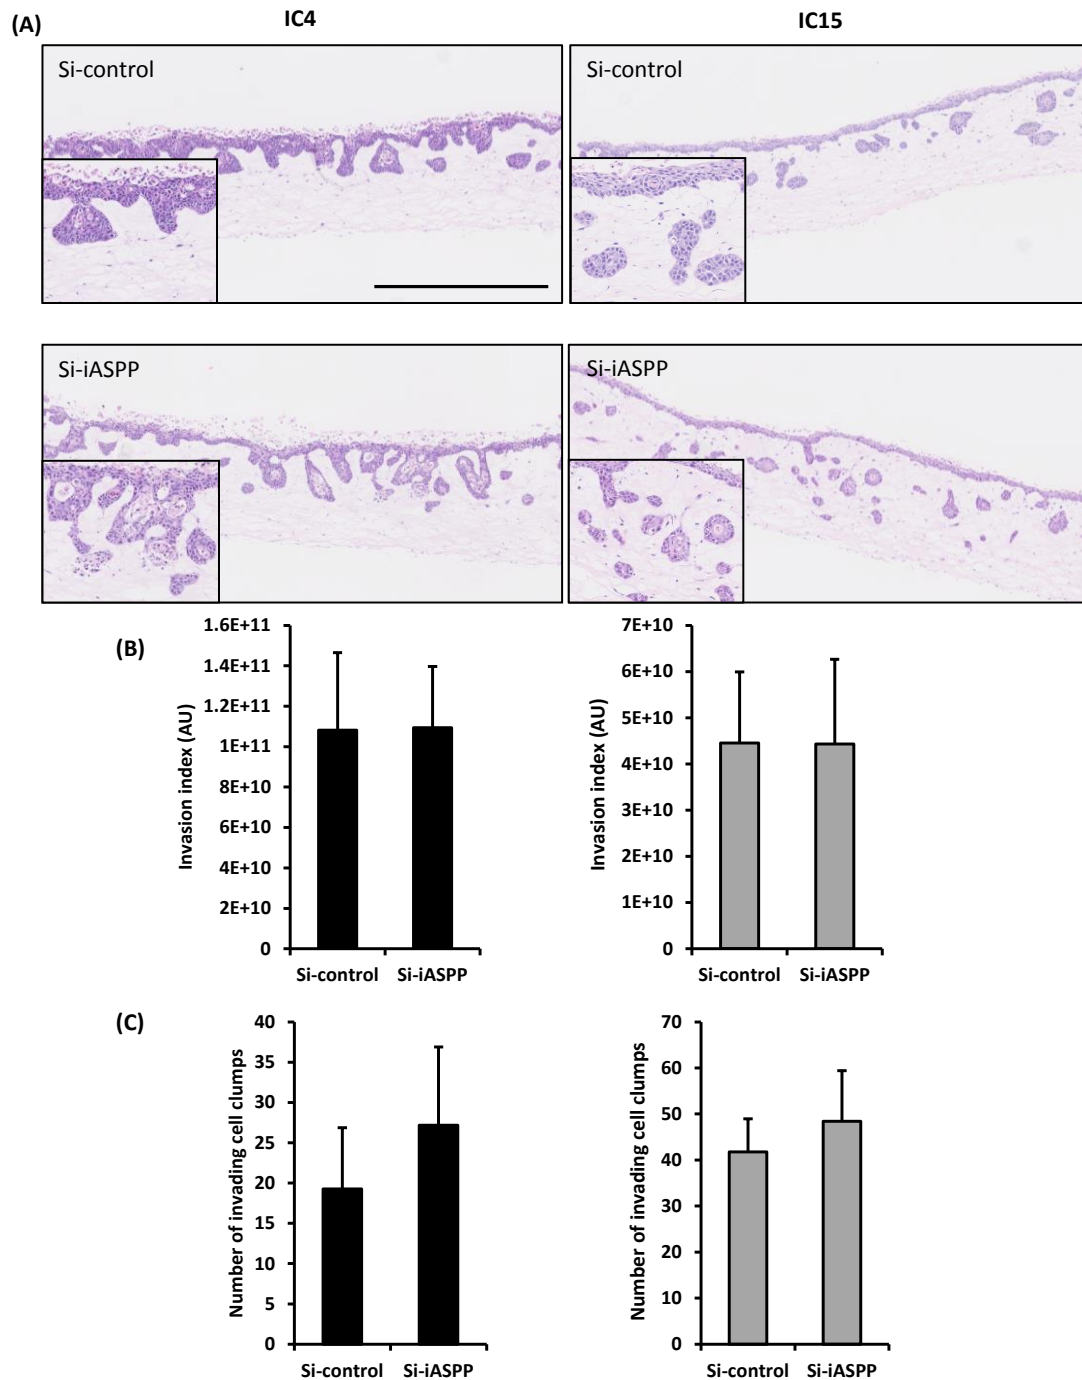 (A)
IC4
IC15
Si-control
Si-control
Si-iASPP
Si-iASPP
(B)
Invasion index (AU)
1.6E+11
1.4E+11
1.2E+11
1E+11
8E+10
6E+10
4E+10
2E+10
0
Si-control Si-iASPP
Invasion index (AU)
7E+10
6E+10
5E+10
4E+10
3E+10
2E+10
1E+10
0
Si-control Si-iASPP
(C)
Number of invading cell clumps
40
35
30
25
20
15
10
5
0
Si-control Si-iASPP
Number of invading cell clumps
70
60
50
40
30
20
10
0
Si-control Si-iASPP